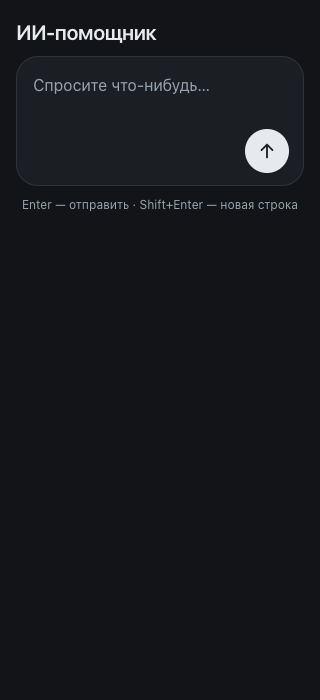 ИИ-помощник
Спросите что-нибудь...
Enter — отправить · Shift+Enter — новая строка